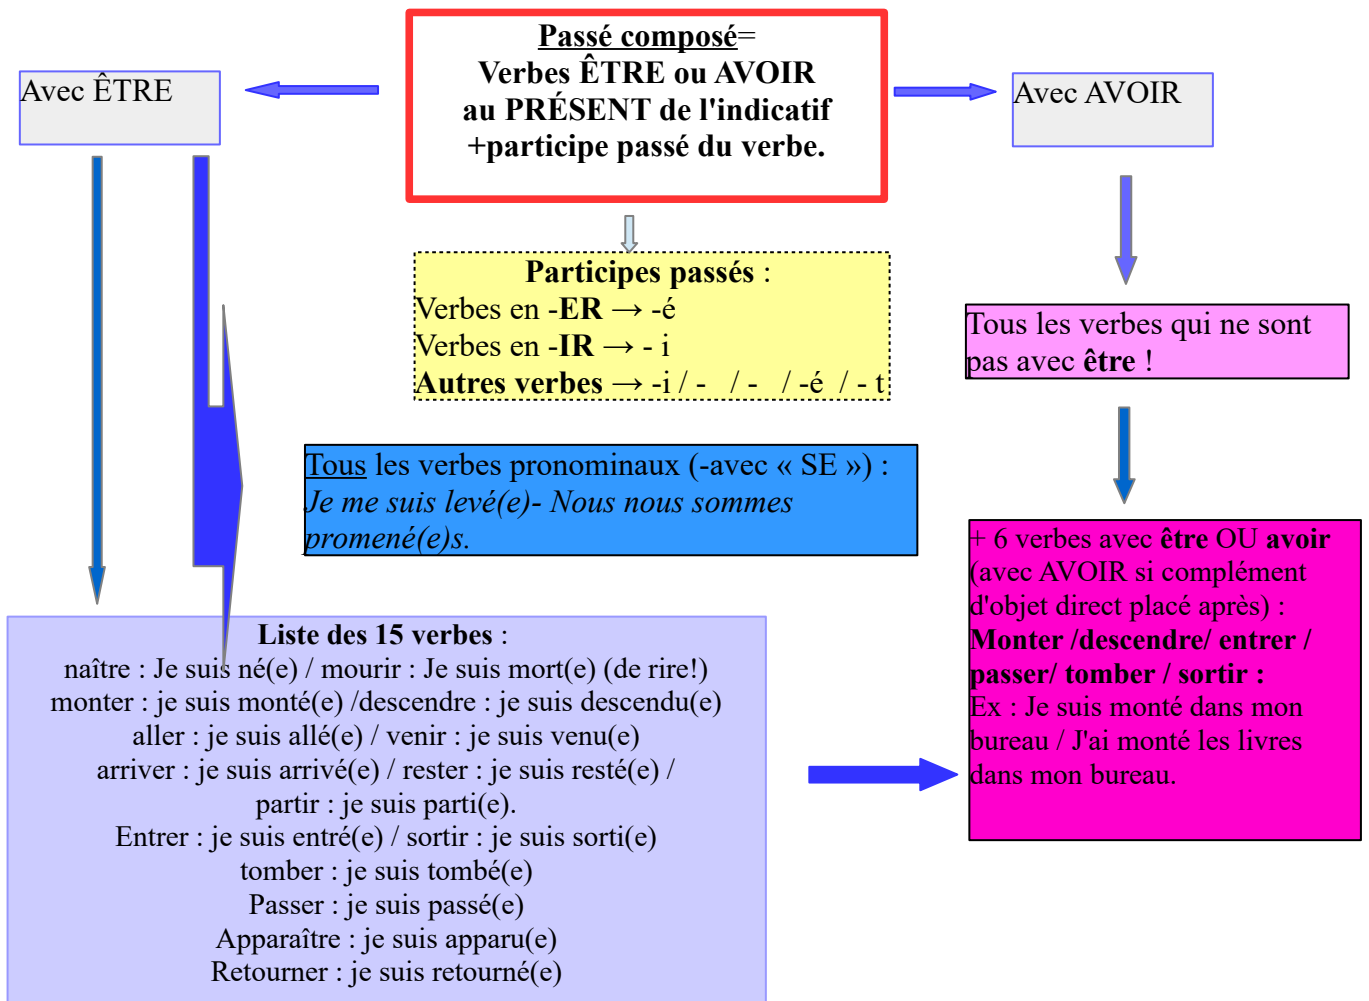 Passé composé=
Verbes ÊTRE ou AVOIR
au PRÉSENT de l'indicatif
+participe passé du verbe.
Avec ÊTRE
Avec AVOIR
Participes passés :
Verbes en -ER → -é
Verbes en -IR → - i
Autres verbes → -i / -   / -   / -é  / - t
Tous les verbes qui ne sont
pas avec être !
Tous les verbes pronominaux (-avec « SE ») :
Je me suis levé(e)- Nous nous sommes
promené(e)s.
+ 6 verbes avec être OU avoir
(avec AVOIR si complément
d'objet direct placé après) :
Monter /descendre/ entrer /
passer/ tomber / sortir :
Ex : Je suis monté dans mon
bureau / J'ai monté les livres
dans mon bureau.
Liste des 15 verbes :
naître : Je suis né(e) / mourir : Je suis mort(e) (de rire!)
monter : je suis monté(e) /descendre : je suis descendu(e)
aller : je suis allé(e) / venir : je suis venu(e)
arriver : je suis arrivé(e) / rester : je suis resté(e) /
partir : je suis parti(e).
Entrer : je suis entré(e) / sortir : je suis sorti(e)
tomber : je suis tombé(e)
Passer : je suis passé(e)
Apparaître : je suis apparu(e)
Retourner : je suis retourné(e)